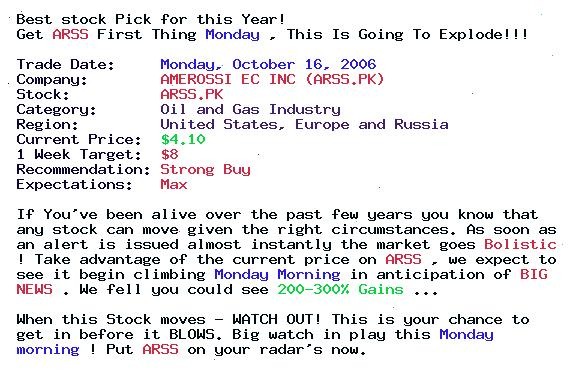 Best stock Pick for this Year!
Get ARSS First Thing Monday , This Is Going To Explode!!!
Trade Date: Monday, October 16, 2006
Company: AMEROSSI EC INC (ARSS.PK)
Stock: ARSS.PK
Category: Oil and Gas Industry
Region: United States, Europe and Russia
Current Price: $4.10
1 Week Target: $8
Recommendation: Strong Buy
Expectations: Max
If You've been alive over the past few years you know that
any stock can move given the right circumstances. As soon as
an alert is issued almost instantly the market goes Bolistic
! Take advantage of the current price on ARSS , we expect to
see it begin climbing Monday Morning in anticipation of BIG
NEWS . We fell you could see 200-300% Gains ...
When this Stock moves - WATCH OUT! This is your chance to
get in before it BLOWS. Big watch in play this Monday
morning ! Put ARSS on your radar's now.